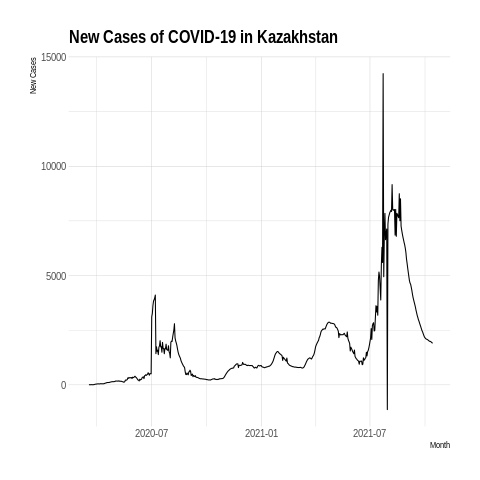 New Cases of COVID-19 in Kazakhstan
New Cases
15000
10000
5000
0
2020-07
2021-01
2021-07
Month